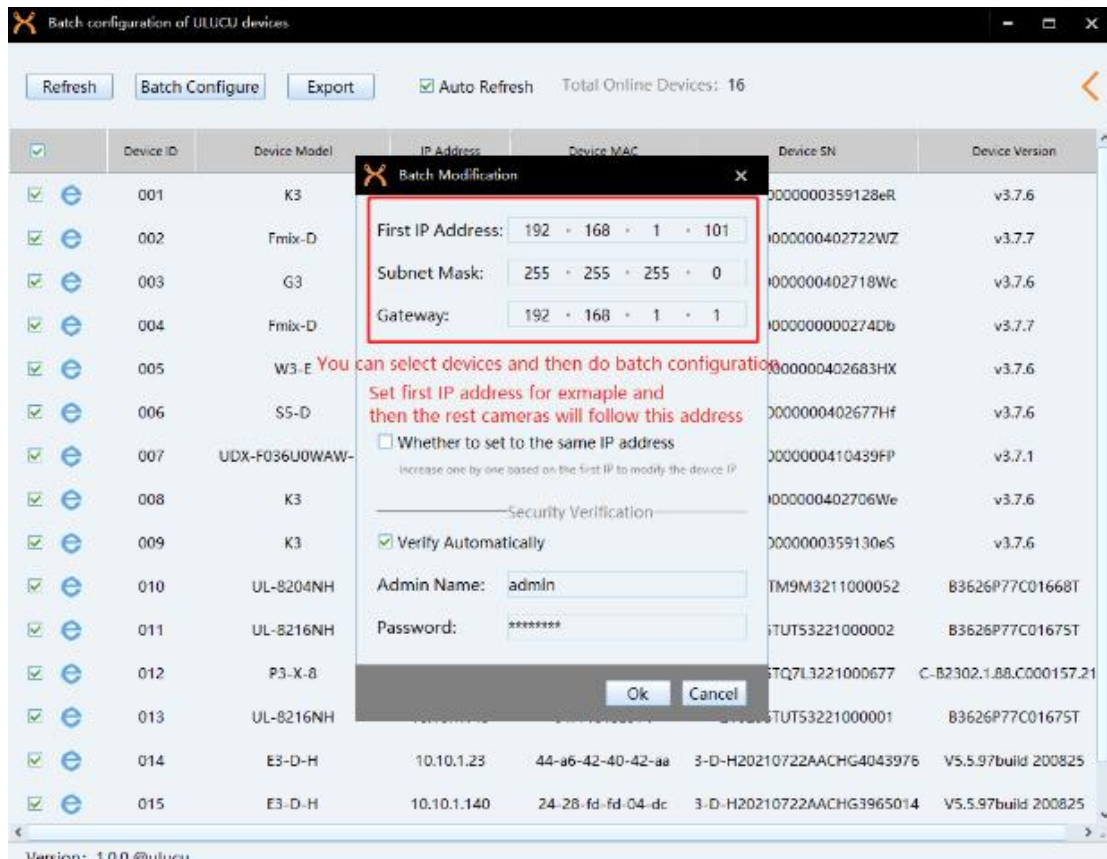 Batch configuration of ULUCU devices
Refresh Batch Configure Export Auto Refresh Total Online Devices: 16
Device ID Device Model IP Address Device MAC Device SN Device Version
Batch Modification
001 K3 v3.7.6
First IP Address: 192 . 168 . 1 . 101
002 Fmix-D v3.7.7
Subnet Mask: 255 . 255 . 255 . 0
003 G3 v3.7.6
Gateway: 192 . 168 . 1 . 1
004 Fmix-D v3.7.7
You can select devices and then do batch configuration
005 W3-E v3.7.6
Set first IP address for exmaple and
then the rest cameras will follow this address
006 S5-D v3.7.6
Whether to set to the same IP address
Increase one by one based on the first IP to modify the device IP
007 UDX-F036U0WAW- v3.7.1
008 K3 v3.7.6
Security Verification
009 K3 v3.7.6
Verify Automatically
010 UL-8204NH TM9M3211000052 B3626P77C01668T
Admin Name: admin
011 UL-8216NH TUT53221000002 B3626P77C01675T
Password: ********
012 P3-X-8 TQ7L3221000677 C-B2302.1.88.C000157.21
Ok Cancel
013 UL-8216NH TUT53221000001 B3626P77C01675T
014 E3-D-H 10.10.1.23 44-a6-42-40-42-aa 3-D-H20210722AACHG4043976 V5.5.97build 200825
015 E3-D-H 10.10.1.140 24-28-fd-fd-04-dc 3-D-H20210722AACHG3965014 V5.5.97build 200825
Version: 1.0.0 @ulucu